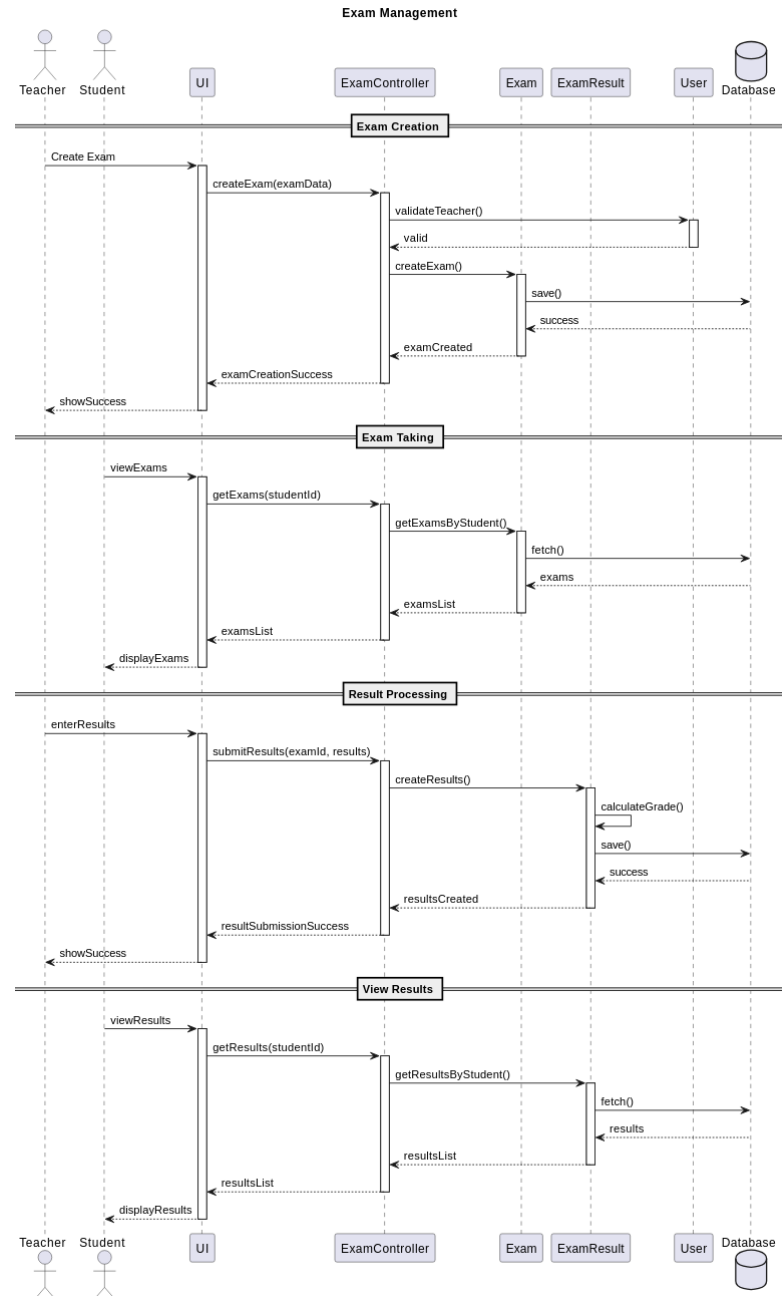 Exam Management
Teacher Student UI ExamController Exam ExamResult User Database
Exam Creation
Create Exam
createExam(examData)
validateTeacher()
valid
createExam()
save()
success
examCreated
examCreationSuccess
showSuccess
Exam Taking
viewExams
getExams(studentId)
getExamsByStudent()
fetch()
exams
examsList
examsList
displayExams
Result Processing
enterResults
submitResults(examId, results)
createResults()
calculateGrade()
save()
success
resultsCreated
resultSubmissionSuccess
showSuccess
View Results
viewResults
getResults(studentId)
getResultsByStudent()
fetch()
results
resultsList
resultsList
displayResults
Teacher Student UI ExamController Exam ExamResult User Database